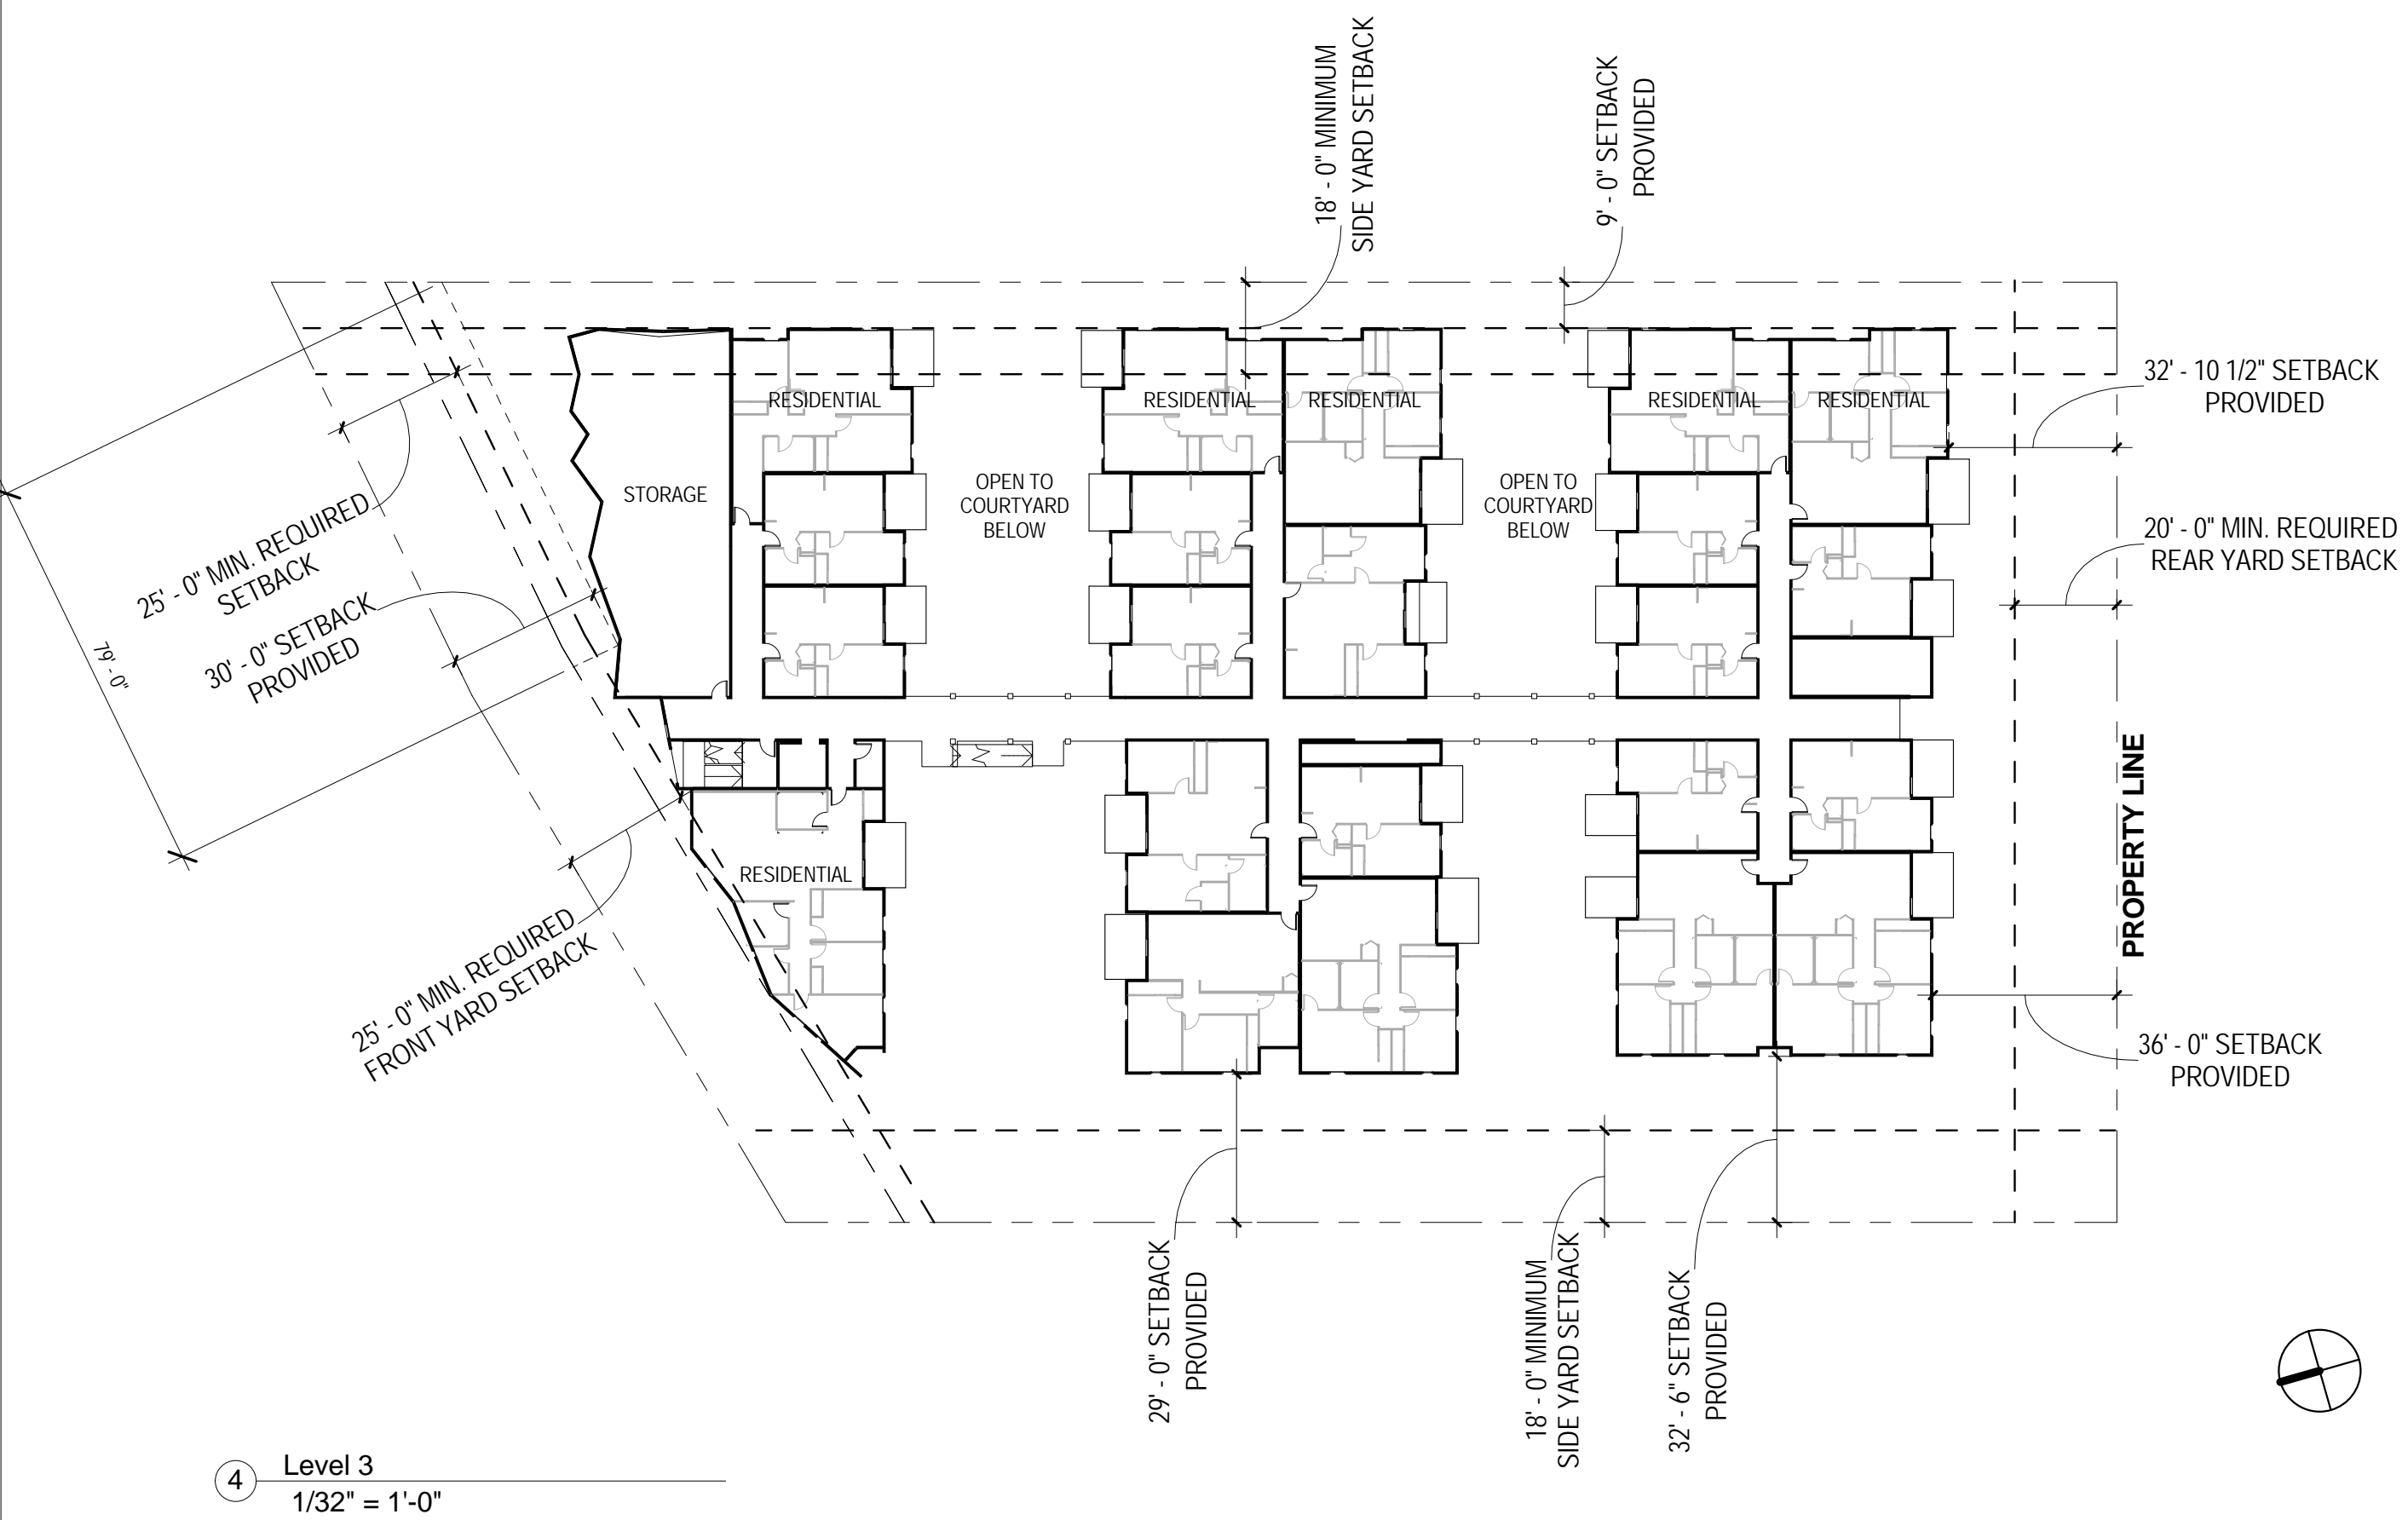 18' - 0" MINIMUM
SIDE YARD SETBACK
9' - 0" SETBACK
PROVIDED
32' - 10 1/2" SETBACK
PROVIDED
RESIDENTIAL
RESIDENTIAL
RESIDENTIAL
RESIDENTIAL
RESIDENTIAL
STORAGE
OPEN TO
COURTYARD
BELOW
OPEN TO
COURTYARD
BELOW
25' - 0" MIN. REQUIRED
SETBACK
20' - 0" MIN. REQUIRED
REAR YARD SETBACK
30' - 0" SETBACK
PROVIDED
79' - 0"
PROPERTY LINE
RESIDENTIAL
25' - 0" MIN. REQUIRED
FRONT YARD SETBACK
36' - 0" SETBACK
PROVIDED
29' - 0" SETBACK
PROVIDED
18' - 0" MINIMUM
SIDE YARD SETBACK
32' - 6" SETBACK
PROVIDED
4
Level 3
1/32" = 1'-0"